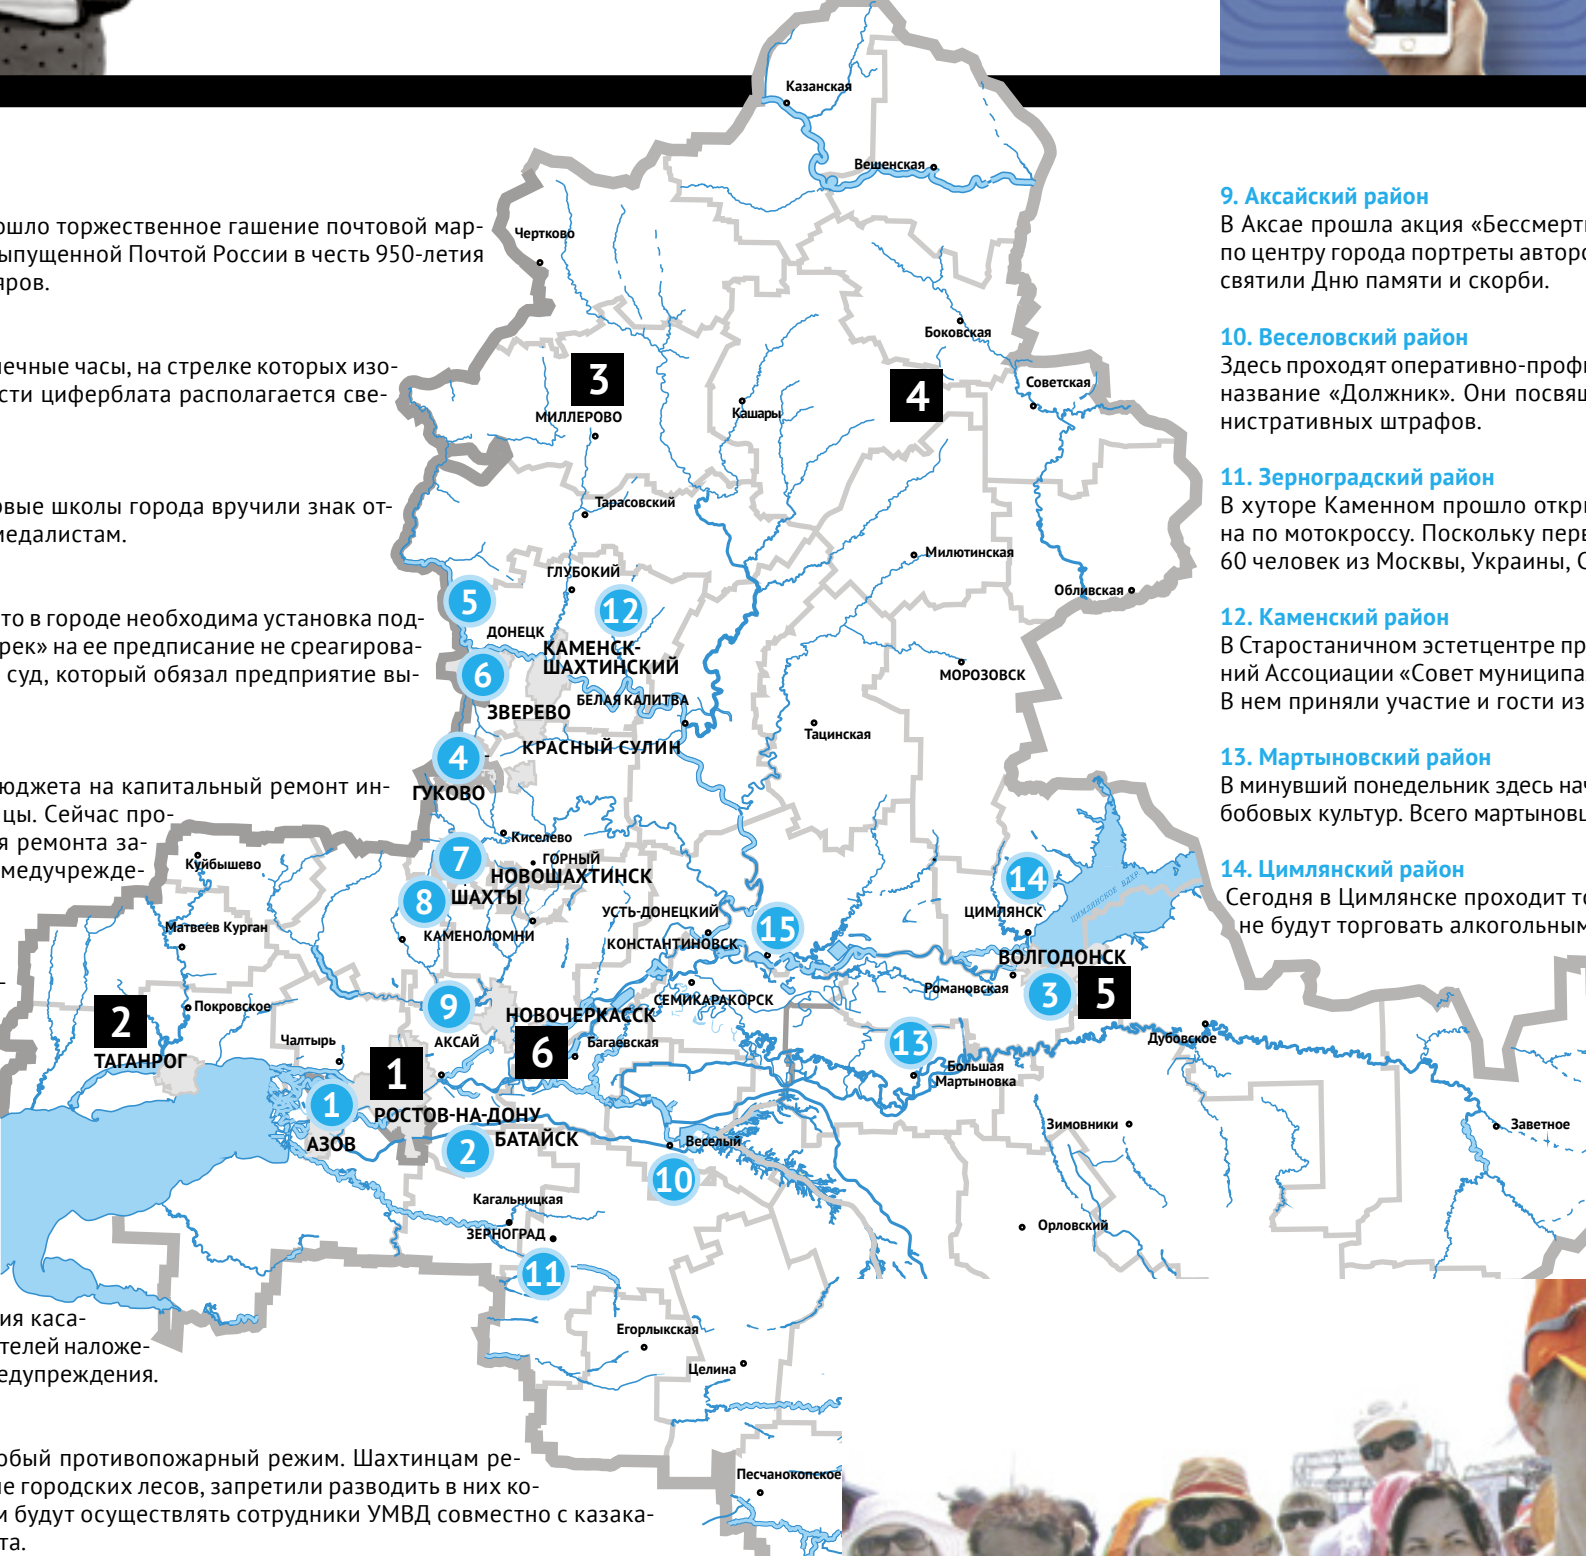 ошло торжественное гашение почтовой мар-
ыпущенной Почтой России в честь 950-летия
яров.
ечные часы, на стрелке которых изо-
сти циферблата располагается све-
овые школы города вручили знак от-
медалистам.
то в городе необходима установка под-
рек» на ее предписание не среагирова-
суд, который обязал предприятие вы-
юджета на капитальный ремонт ин-
цы. Сейчас про-
я ремонта за-
медучрежде-
-
ия каса-
телей наложе-
едупреждения.
обый противопожарный режим. Шахтинцам ре-
ие городских лесов, запретили разводить в них ко-
и будут осуществлять сотрудники УМВД совместно с казака-
та.
Казанская
Вешенская
Чертково
Боковская
Советская
3
МИЛЛЕРОВО
4
Кашары
Тарасовский
Милютинская
Обливская
ГЛУБОКИЙ
5
12
ДОНЕЦК
КАМЕНСК-
ШАХТИНСКИЙ
6
МОРОЗОВСК
БЕЛАЯ КАЛИТВА
ЗВЕРЕВО
Тацинская
КРАСНЫЙ СУЛИН
4
ГУКОВО
Киселево
Куйбышево
7
ГОРНЫЙ
НОВОШАХТИНСК
8
ШАХТЫ
14
ЦИМЛЯНСКОЕ ВДХР.
УСТЬ-ДОНЕЦКИЙ
ЦИМЛЯНСК
Матвеев Курган
КАМЕНОЛОМНИ
КОНСТАНТИНОВСК
15
ВОЛГОДОНСК
Романовская
3
5
СЕМИКАРАКОРСК
Покровское
9
НОВОЧЕРКАССК
2
ТАГАНРОГ
Чалтырь
АКСАЙ
6
Багаевская
13
Дубовское
Большая
Мартыновка
1
1
РОСТОВ-НА-ДОНУ
АЗОВ
2
БАТАЙСК
Веселый
Зимовники
Заветное
10
Кагальницкая
ЗЕРНОГРАД
Орловский
11
Егорлыкская
Целина
Песчанокопское
9. Аксайский район
В Аксае прошла акция «Бессмертн
по центру города портреты авторо
святили Дню памяти и скорби.
10. Веселовский район
Здесь проходят оперативно-профи
название «Должник». Они посвящ
нистративных штрафов.
11. Зерноградский район
В хуторе Каменном прошло откры
на по мотокроссу. Поскольку перв
60 человек из Москвы, Украины, С
12. Каменский район
В Старостаничном эстетцентре пр
ний Ассоциации «Совет муниципа
В нем приняли участие и гости из
13. Мартыновский район
В минувший понедельник здесь нач
бобовых культур. Всего мартыновц
14. Цимлянский район
Сегодня в Цимлянске проходит то
не будут торговать алкогольным